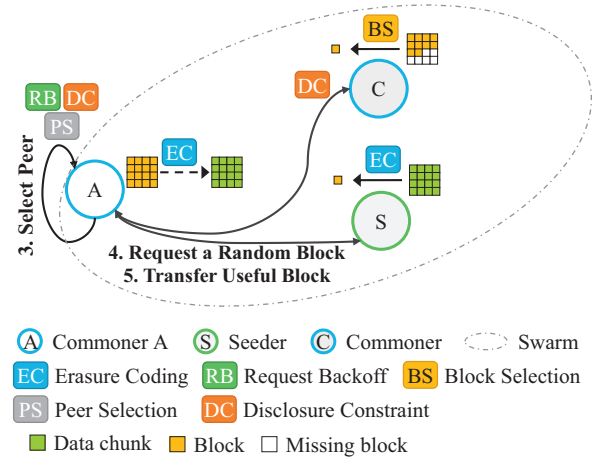 BS
RB DC
PS
DC
C
3. Select Peer
EC
A
EC
S
4. Request a Random Block
5. Transfer Useful Block
A Commoner A S Seeder C Commoner Swarm
EC Erasure Coding RB Request Backoff BS Block Selection
PS Peer Selection DC Disclosure Constraint
Data chunk Block Missing block